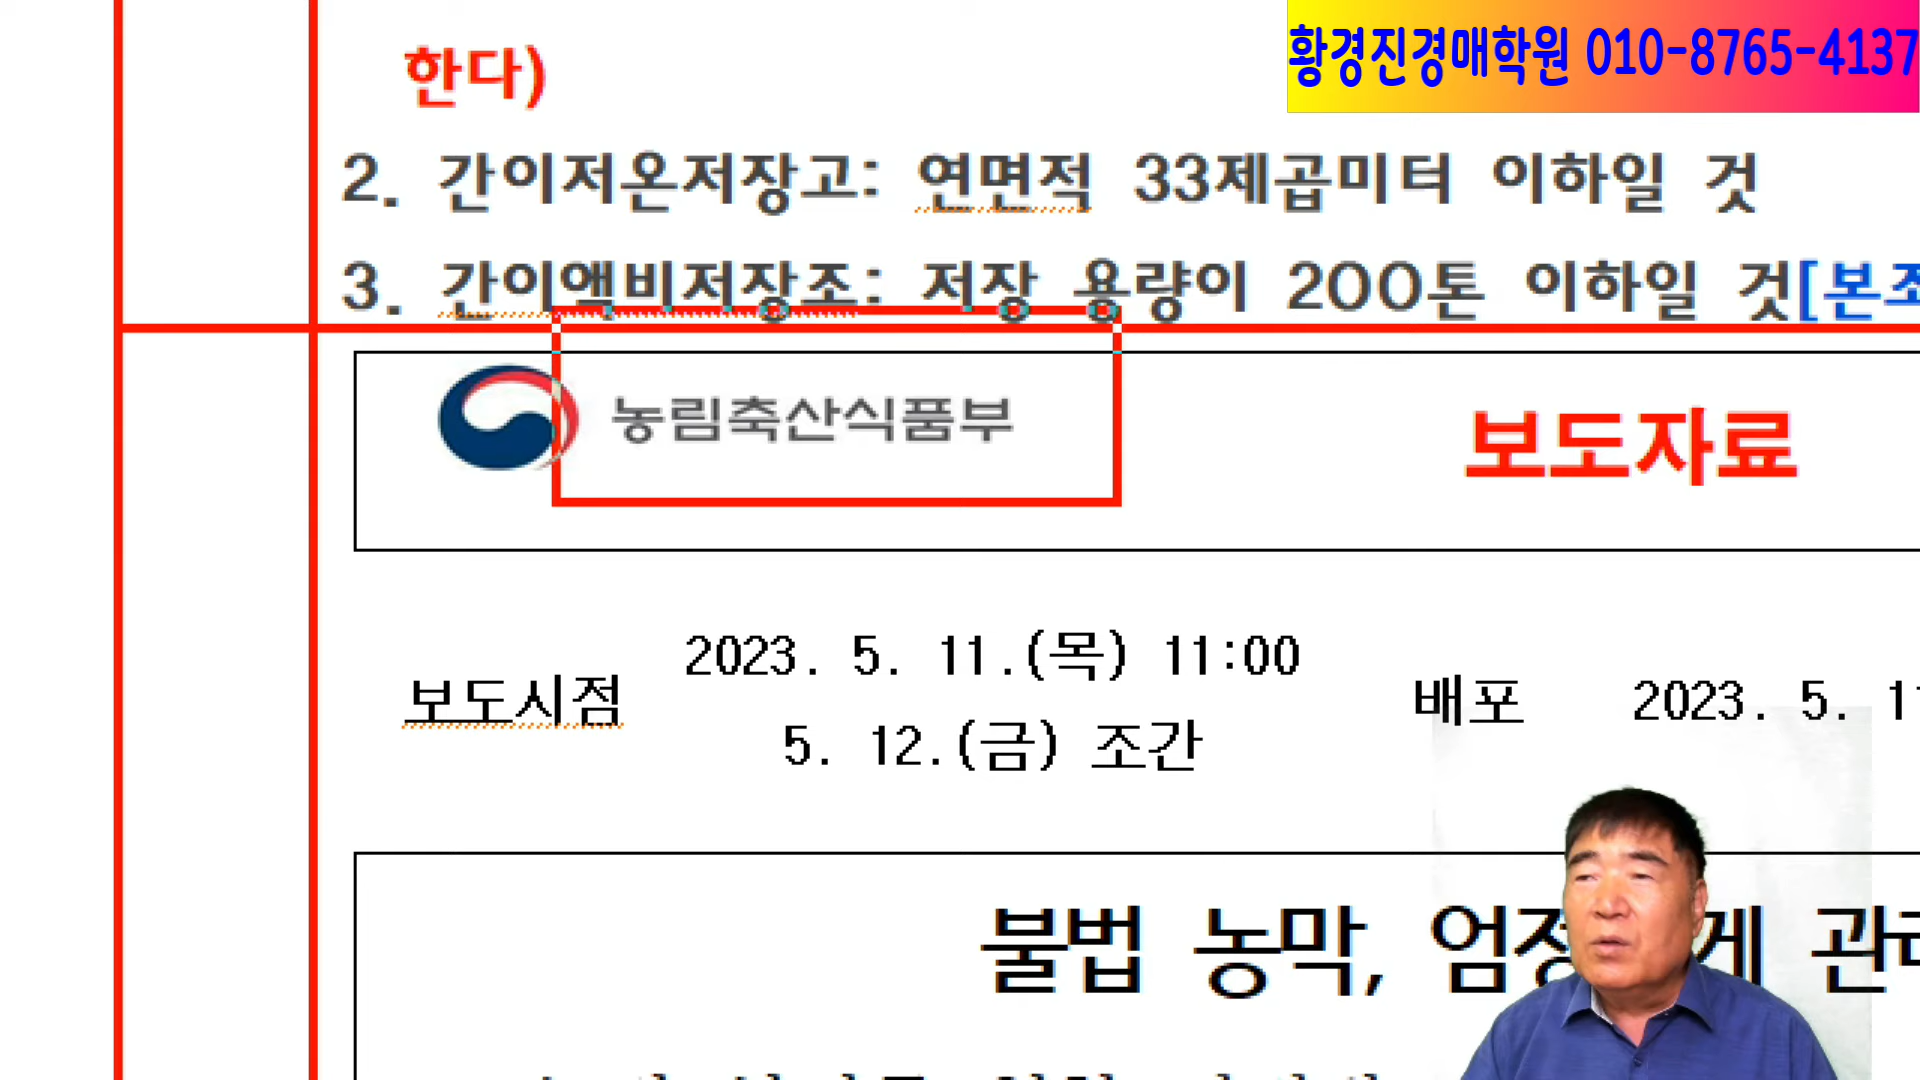 황경진경매학원 010-8765-4137
한다)
2. 간이저온저장고: 연면적 33제곱미터 이하일 것
3. 간이액비저장조: 저장 용량이 200톤 이하일 것[본조
농림축산식품부
보도자료
보도시점
2023. 5. 11.(목) 11:00
5. 12.(금) 조간
배포 2023. 5.
불법 농막,